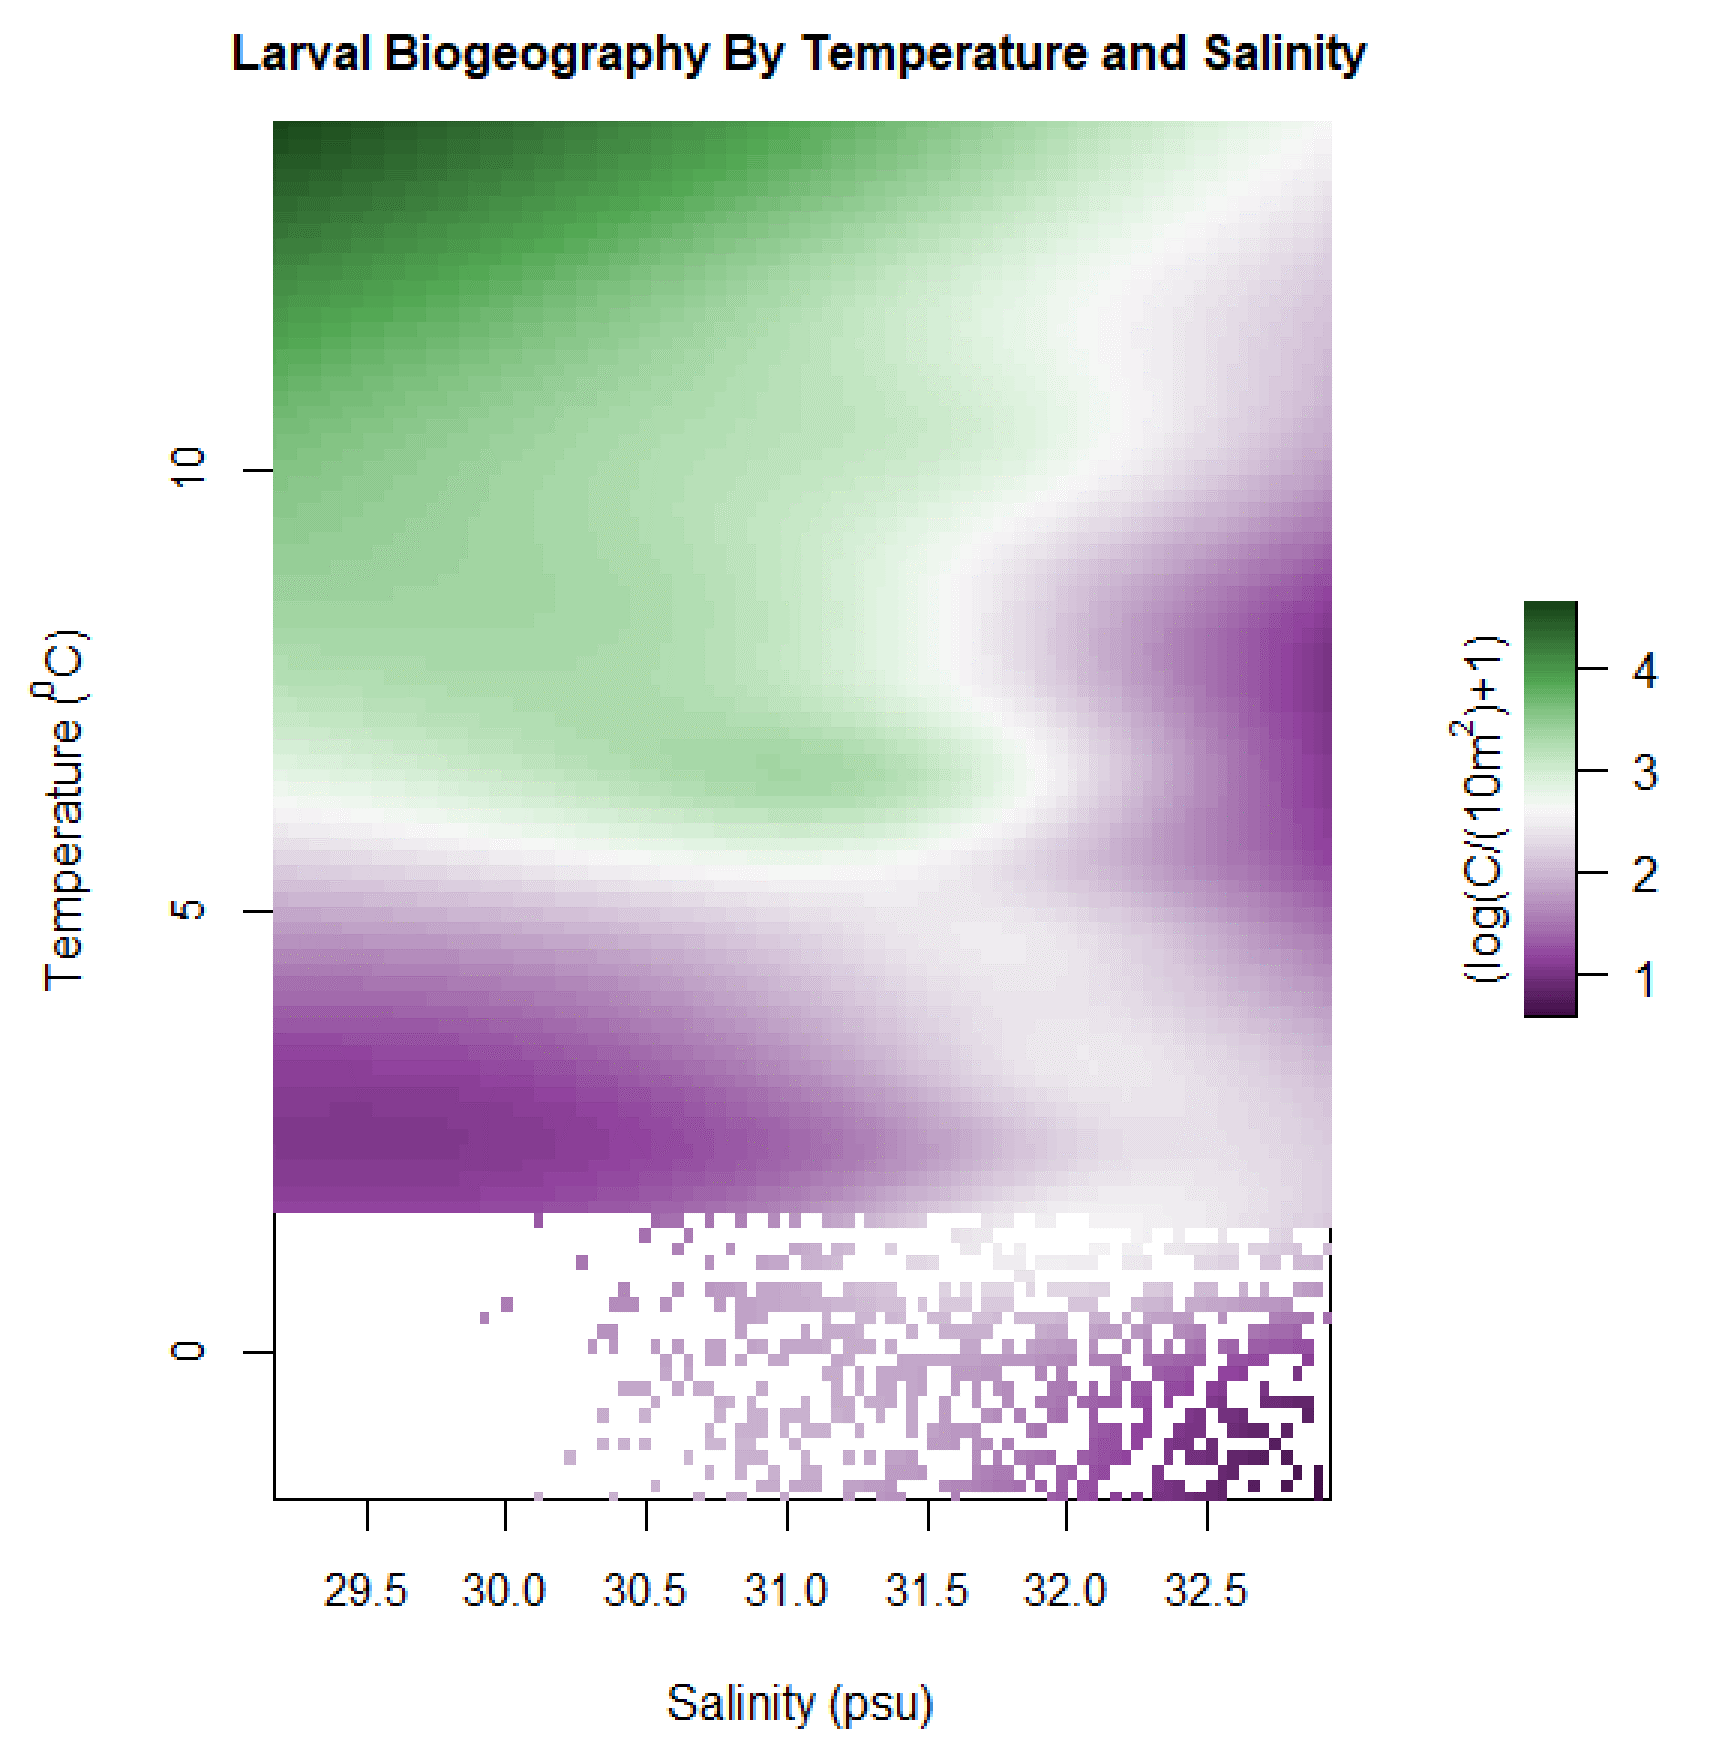 Larval Biogeography By Temperature and Salinity
Temperature (⁰C)
10
5
0
29.5 30.0 30.5 31.0 31.5 32.0 32.5
Salinity (psu)
(log(C/(10m²)+1)
4
3
2
1